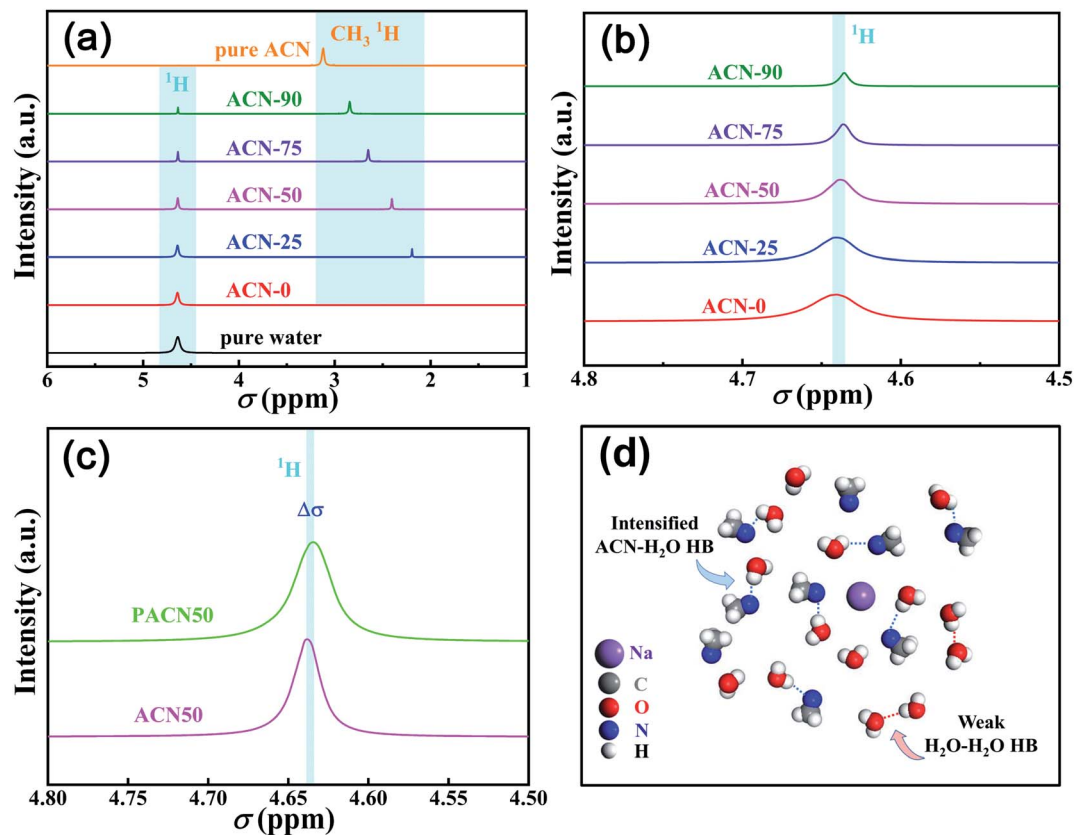 (a)
CH₃ ¹H
pure ACN
¹H
ACN-90
ACN-75
ACN-50
ACN-25
ACN-0
pure water
Intensity (a.u.)
6 5 4 3 2 1
σ (ppm)
(b)
¹H
ACN-90
ACN-75
ACN-50
ACN-25
ACN-0
Intensity (a.u.)
4.8 4.7 4.6 4.5
σ (ppm)
(c)
¹H
Δσ
PACN50
ACN50
Intensity (a.u.)
4.80 4.75 4.70 4.65 4.60 4.55 4.50
σ (ppm)
(d)
Intensified
ACN-H₂O HB
Na
C
O
N
H
Weak
H₂O-H₂O HB